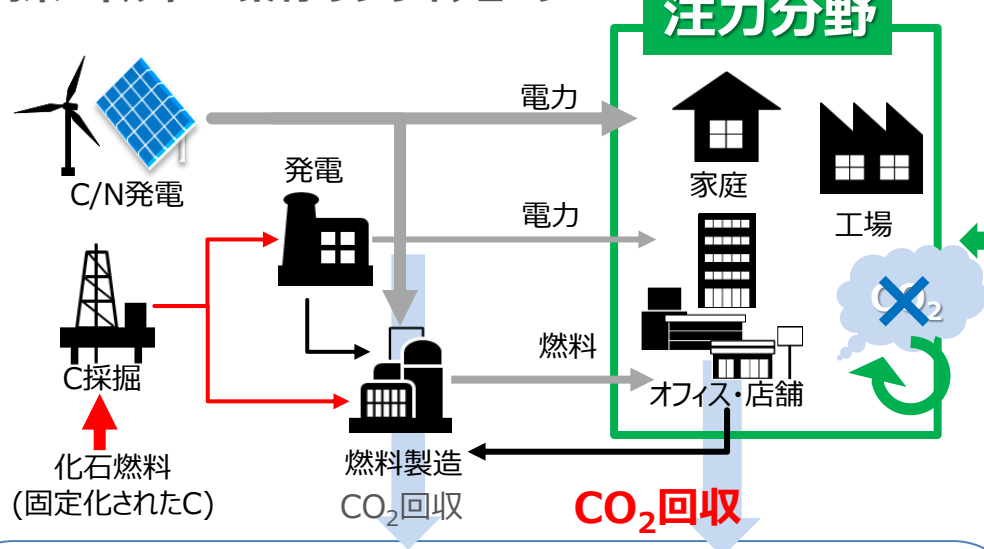 注力分野
電力
家庭
工場
C/N発電
発電
電力
CO₂
C採掘
燃料
オフィス・店舗
化石燃料
(固定化されたC)
燃料製造
CO₂回収
CO₂回収